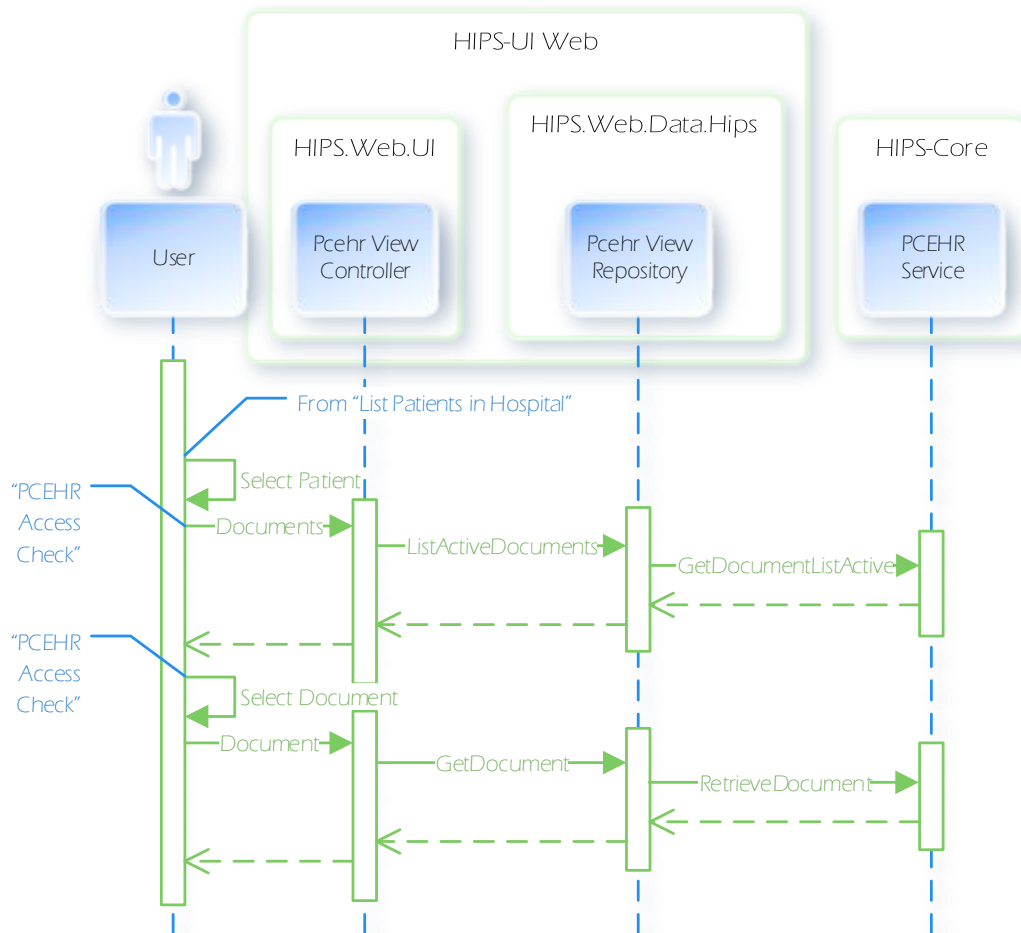 HIPS-UI Web
HIPS.Web.UI
HIPS.Web.Data.Hips
HIPS-Core
User
Pcehr View
Controller
Pcehr View
Repository
PCEHR
Service
From “List Patients in Hospital”
Select Patient
“PCEHR
Access
Check”
Documents
ListActiveDocuments
GetDocumentListActive
“PCEHR
Access
Check”
Select Document
Document
GetDocument
RetrieveDocument